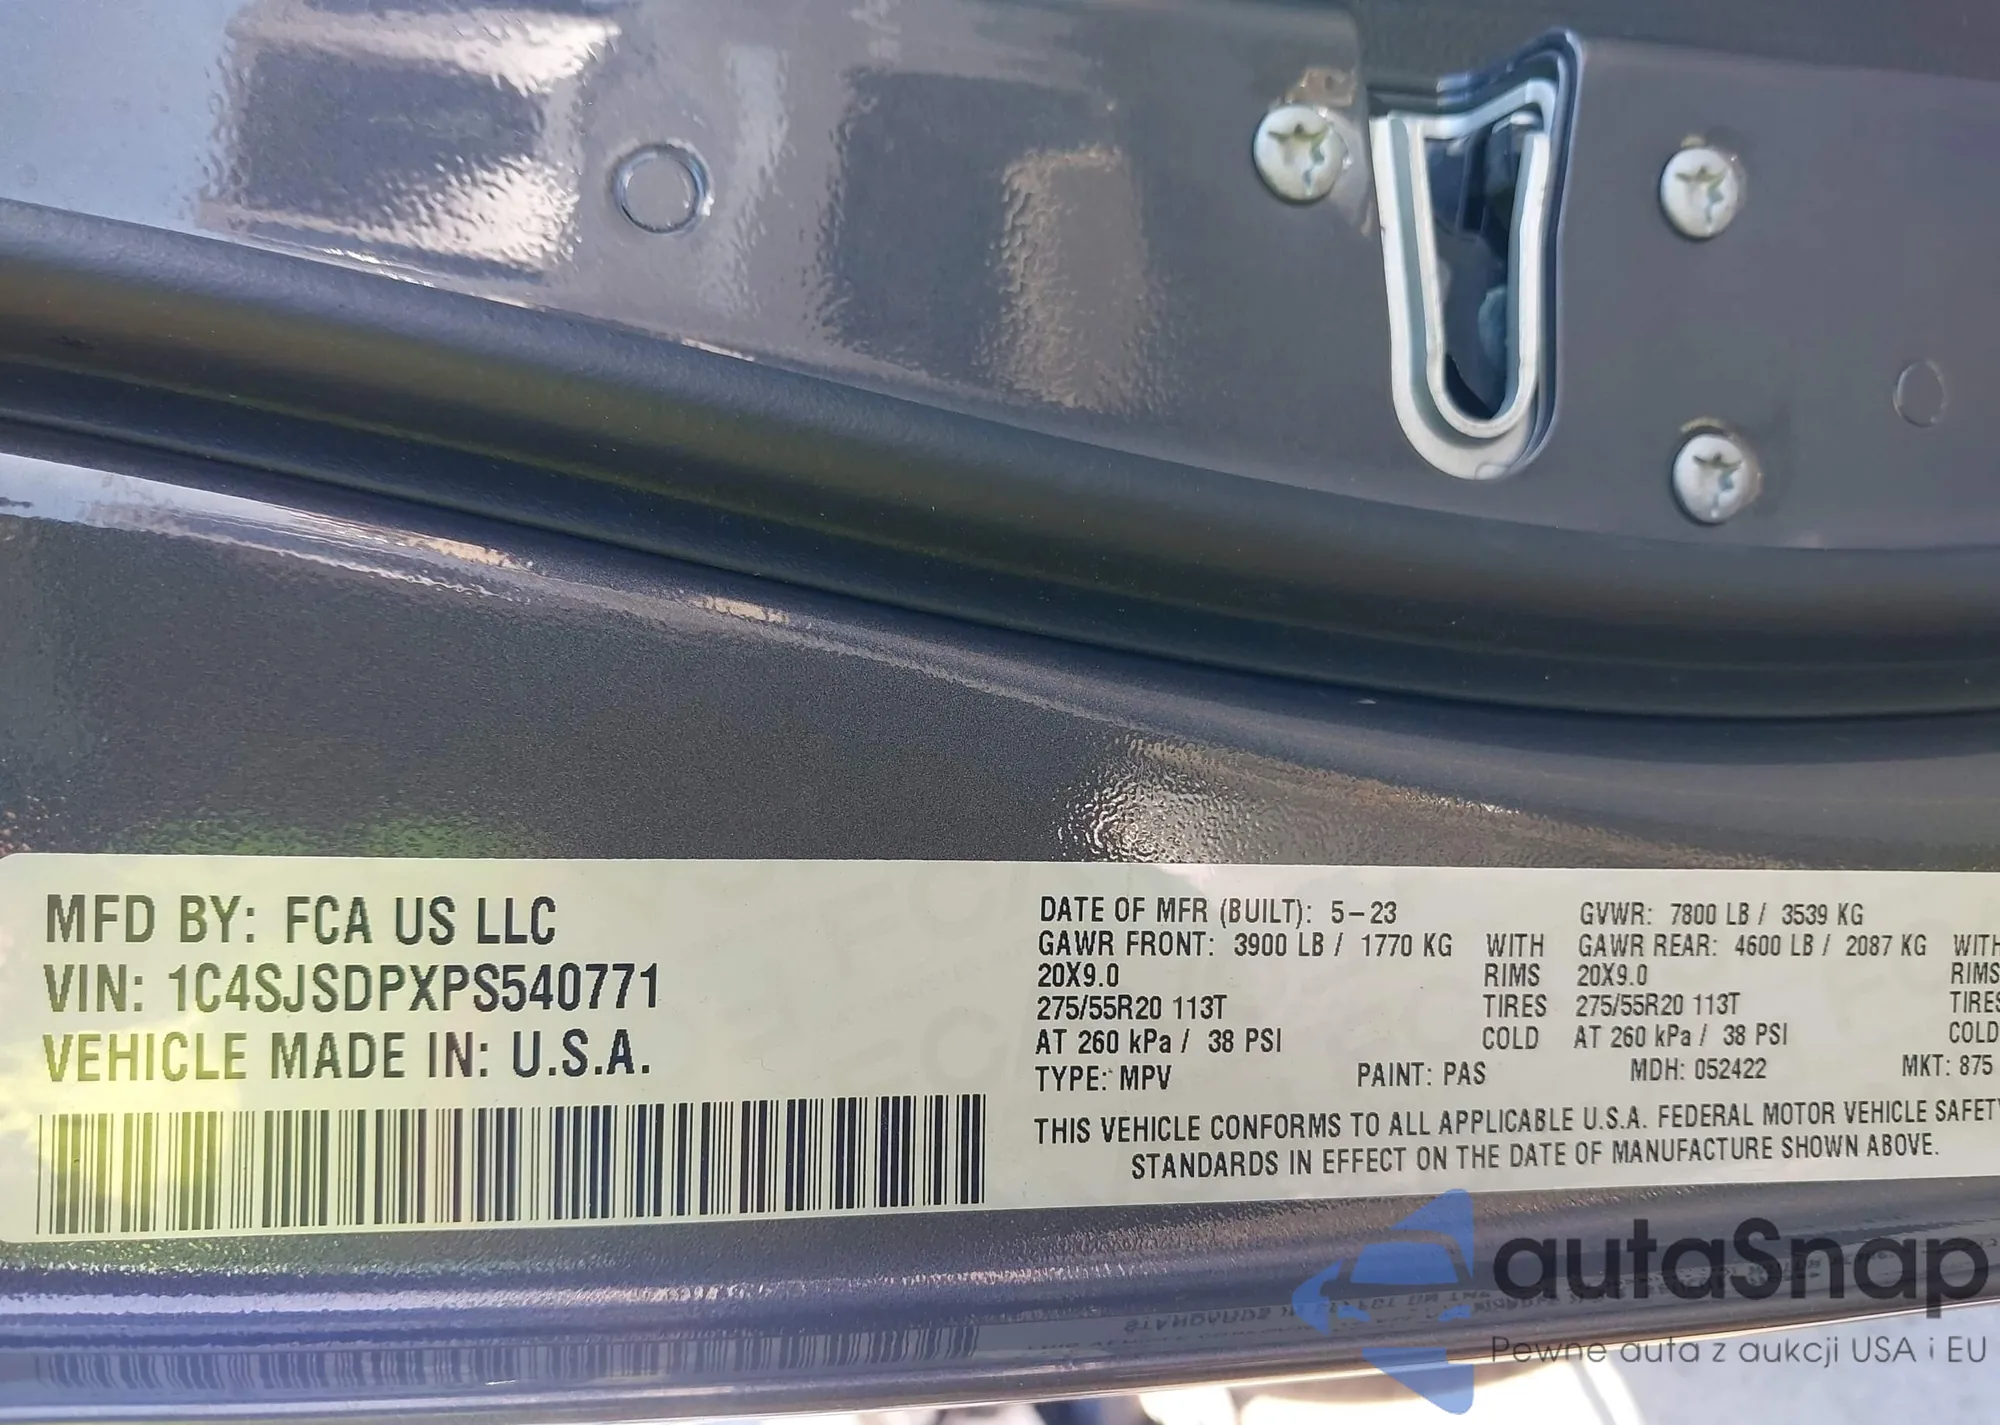 MFD BY: FCA US LLC
VIN: 1C4SJSDPXPS540771
VEHICLE MADE IN: U.S.A.
DATE OF MFR (BUILT): 5-23 GVWR: 7800 LB / 3539 KG
GAWR FRONT: 3900 LB / 1770 KG WITH GAWR REAR: 4600 LB / 2087 KG WITH
20X9.0 RIMS 20X9.0 RIMS
275/55R20 113T TIRES 275/55R20 113T TIRES
AT 260 kPa / 38 PSI COLD AT 260 kPa / 38 PSI COLD
TYPE: MPV PAINT: PAS MDH: 052422 MKT: 875
THIS VEHICLE CONFORMS TO ALL APPLICABLE U.S.A. FEDERAL MOTOR VEHICLE SAFETY
STANDARDS IN EFFECT ON THE DATE OF MANUFACTURE SHOWN ABOVE.
autaSnap
Pewne auta z aukcji USA i EU